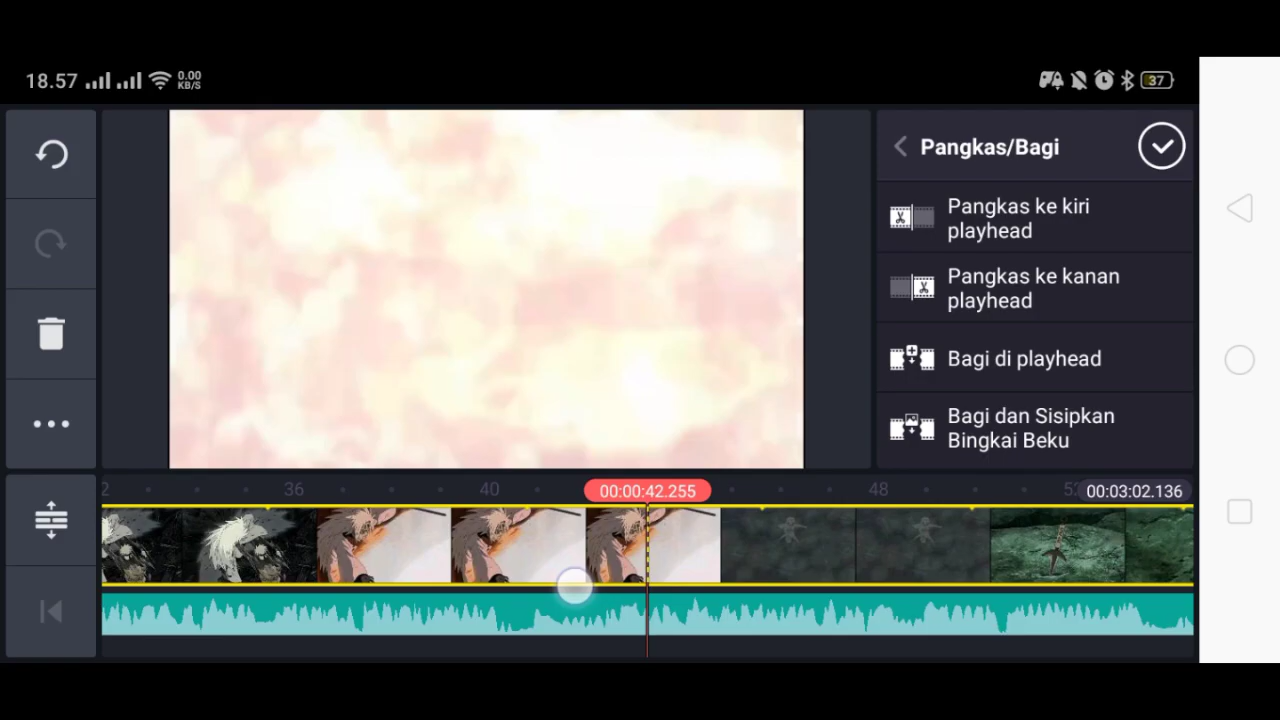 18.57
0.00
KB/S
37
Pangkas/Bagi
Pangkas ke kiri
playhead
Pangkas ke kanan
playhead
Bagi di playhead
Bagi dan Sisipkan
Bingkai Beku
36
40
00:00:42.255
48
00:03:02.136